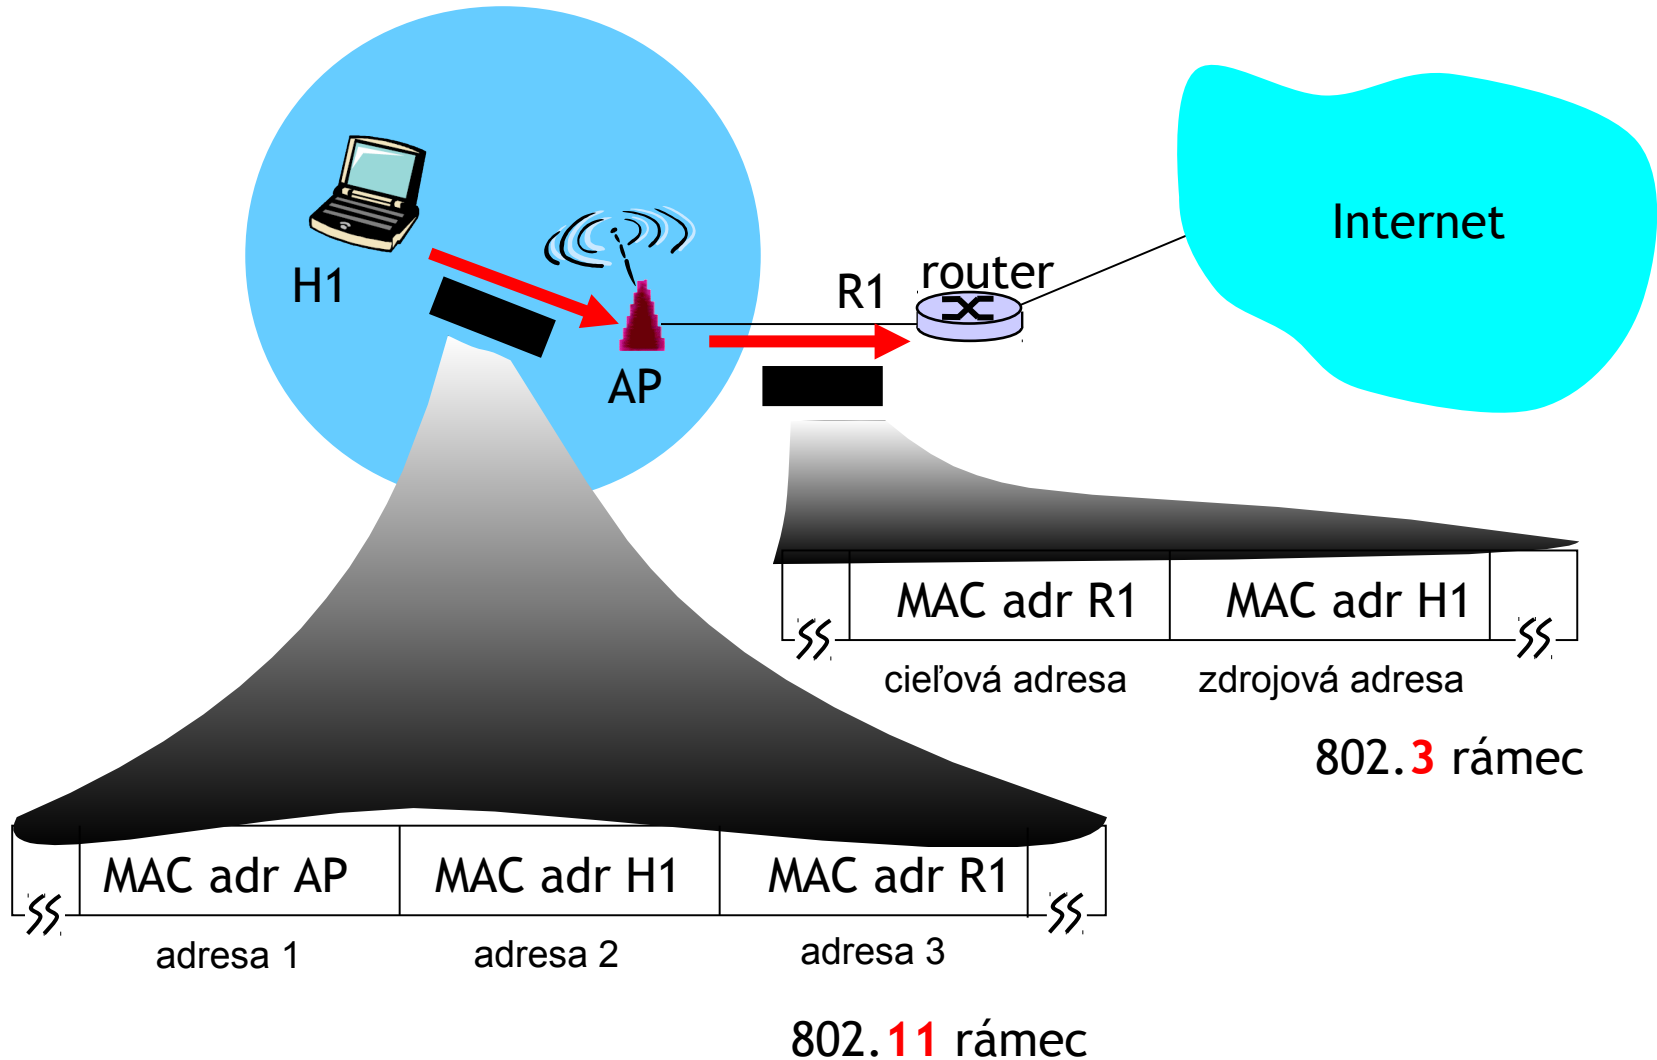 Internet
router
R1
H1
AP
MAC adr R1 MAC adr H1
cieľová adresa zdrojová adresa
802.3 rámec
MAC adr AP MAC adr H1 MAC adr R1
adresa 1 adresa 2 adresa 3
802.11 rámec